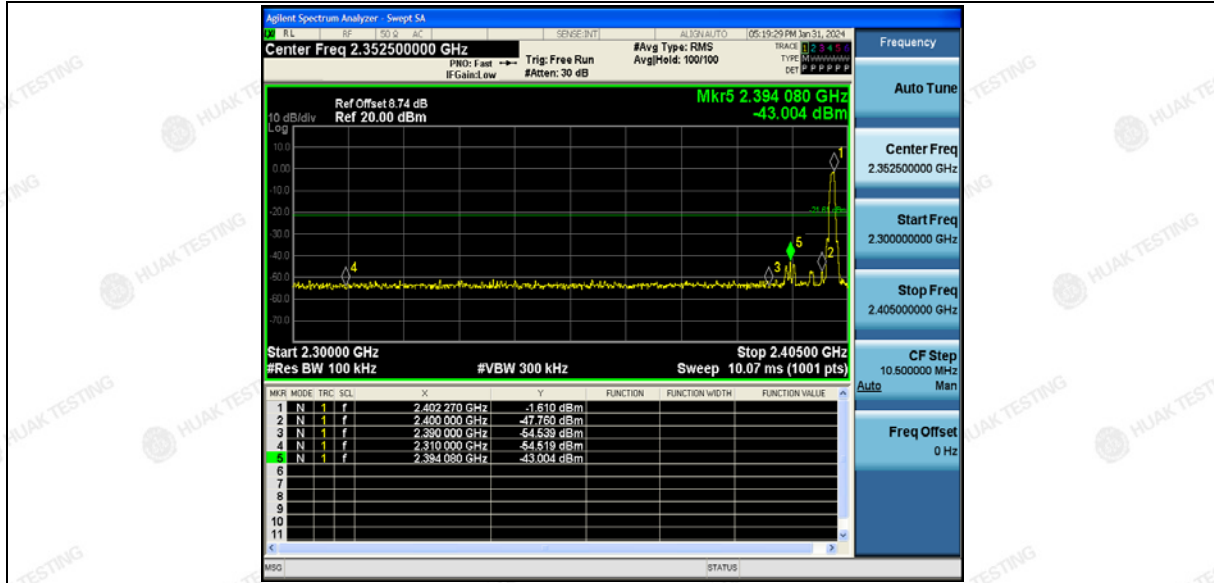 Agilent Spectrum Analyzer - Swept SA
RL RF 50 Ω AC SENSE:INT ALIGNAUTO 05:19:29 PM Jan 31, 2024
Center Freq 2.352500000 GHz
PNO: Fast
IFGain:Low
Trig: Free Run
#Atten: 30 dB
#Avg Type: RMS
Avg|Hold: 100/100
TRACE 1 2 3 4 5 6
TYPE M
DET P P P P P P
Frequency
Auto Tune
Center Freq
2.352500000 GHz
Start Freq
2.300000000 GHz
Stop Freq
2.405000000 GHz
CF Step
10.500000 MHz
Auto Man
Freq Offset
0 Hz
Mkr5 2.394 080 GHz
-43.004 dBm
Ref Offset 8.74 dB
10 dB/div Ref 20.00 dBm
Log
10.0
0.00
-10.0
-20.0
-30.0
-40.0
-50.0
-60.0
-70.0
-21.61 dBm
1
5
2
3
4
Start 2.30000 GHz Stop 2.40500 GHz
#Res BW 100 kHz #VBW 300 kHz Sweep 10.07 ms (1001 pts)
MKR MODE TRC SCL X Y FUNCTION FUNCTION WIDTH FUNCTION VALUE
1 N 1 f 2.402 270 GHz -1.610 dBm
2 N 1 f 2.400 000 GHz -47.760 dBm
3 N 1 f 2.390 000 GHz -54.539 dBm
4 N 1 f 2.310 000 GHz -54.519 dBm
5 N 1 f 2.394 080 GHz -43.004 dBm
6
7
8
9
10
11
MSG STATUS
HUAK TESTING